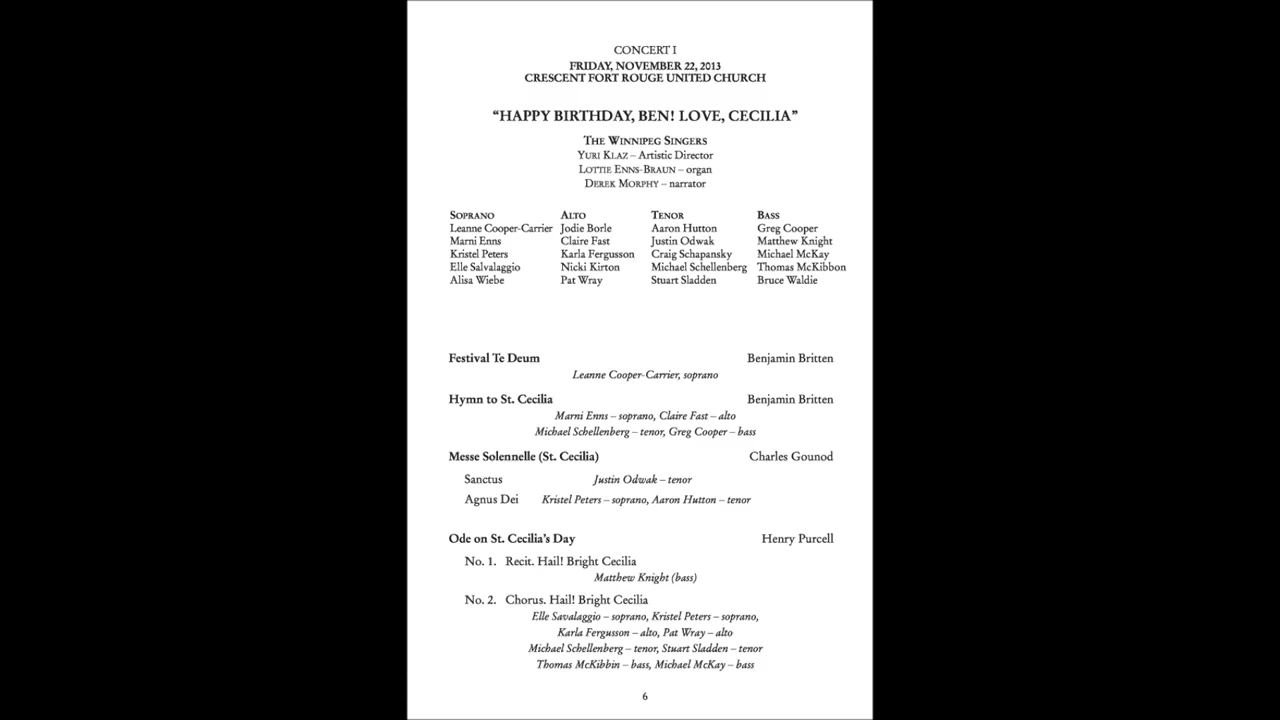 CONCERT I
FRIDAY, NOVEMBER 22, 2013
CRESCENT FORT ROUGE UNITED CHURCH
“HAPPY BIRTHDAY, BEN! LOVE, CECILIA”
THE WINNIPEG SINGERS
YURI KLAZ – Artistic Director
LOTTIE ENNS-BRAUN – organ
DEREK MORPHY – narrator
SOPRANO ALTO TENOR BASS
Leanne Cooper-Carrier Jodie Borle Aaron Hutton Greg Cooper
Marni Enns Claire Fast Justin Odwak Matthew Knight
Kristel Peters Karla Fergusson Craig Schapansky Michael McKay
Elle Salvalaggio Nicki Kirton Michael Schellenberg Thomas McKibbon
Alisa Wiebe Pat Wray Stuart Sladden Bruce Waldie
Festival Te Deum Benjamin Britten
Leanne Cooper-Carrier, soprano
Hymn to St. Cecilia Benjamin Britten
Marni Enns – soprano, Claire Fast – alto
Michael Schellenberg – tenor, Greg Cooper – bass
Messe Solennelle (St. Cecilia) Charles Gounod
Sanctus Justin Odwak – tenor
Agnus Dei Kristel Peters – soprano, Aaron Hutton – tenor
Ode on St. Cecilia’s Day Henry Purcell
No. 1. Recit. Hail! Bright Cecilia
Matthew Knight (bass)
No. 2. Chorus. Hail! Bright Cecilia
Elle Savalaggio – soprano, Kristel Peters – soprano,
Karla Fergusson – alto, Pat Wray – alto
Michael Schellenberg – tenor, Stuart Sladden – tenor
Thomas McKibbin – bass, Michael McKay – bass
6